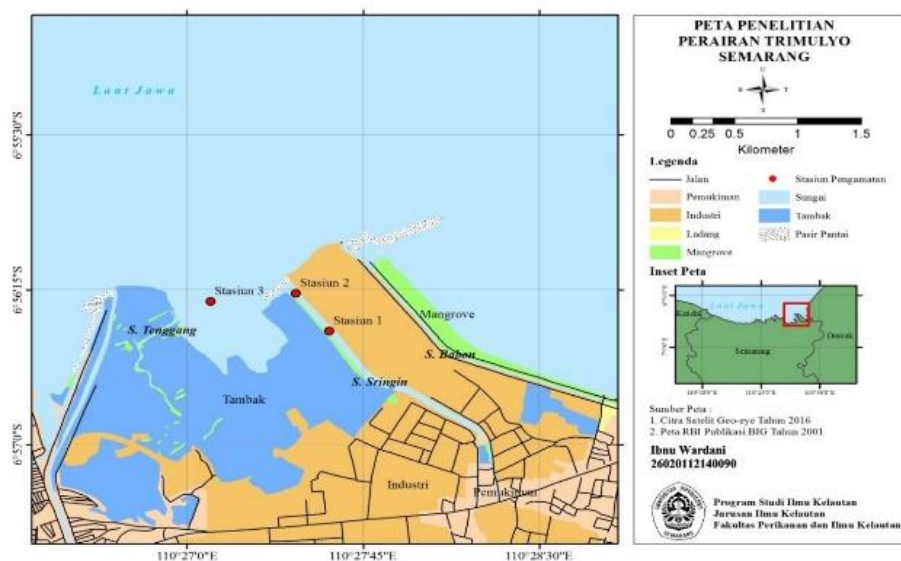 PETA PENELITIAN
PERAIRAN TRIMULYO
SEMARANG
0 0.25 0.5 1 1.5
Kilometer
Legenda
Jalan
Stasiun Pengamatan
Pemukiman
Sungai
Industri
Tambak
Ladang
Pasir Pantai
Mangrove
Inset Peta
Laut Jawa
Kendal
Semarang
Demak
Sumber Peta :
1. Citra Satelit Geo-eye Tahun 2016
2. Peta RBI Publikasi BIG Tahun 2001
Ibnu Wardani
26020112140090
Program Studi Ilmu Kelautan
Jurusan Ilmu Kelautan
Fakultas Perikanan dan Ilmu Kelautan
Laut Jawa
6°55'30"S
6°56'15"S
6°57'0"S
Stasiun 3
Stasiun 2
Stasiun 1
Mangrove
S. Tenggang
S. Babon
S. Sringin
Tambak
Industri
Pemukiman
110°27'0"E
110°27'45"E
110°28'30"E